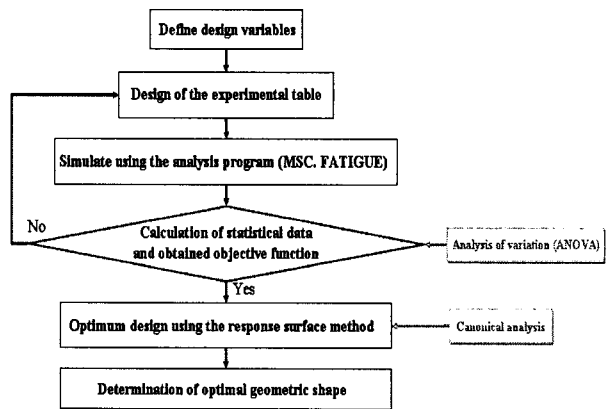 Define design variables
Design of the experimental table
Simulate using the analysis program (MSC. FATIGUE)
No
Calculation of statistical data
and obtained objective function
Analysis of variation (ANOVA)
Yes
Optimum design using the response surface method
Canonical analysis
Determination of optimal geometric shape